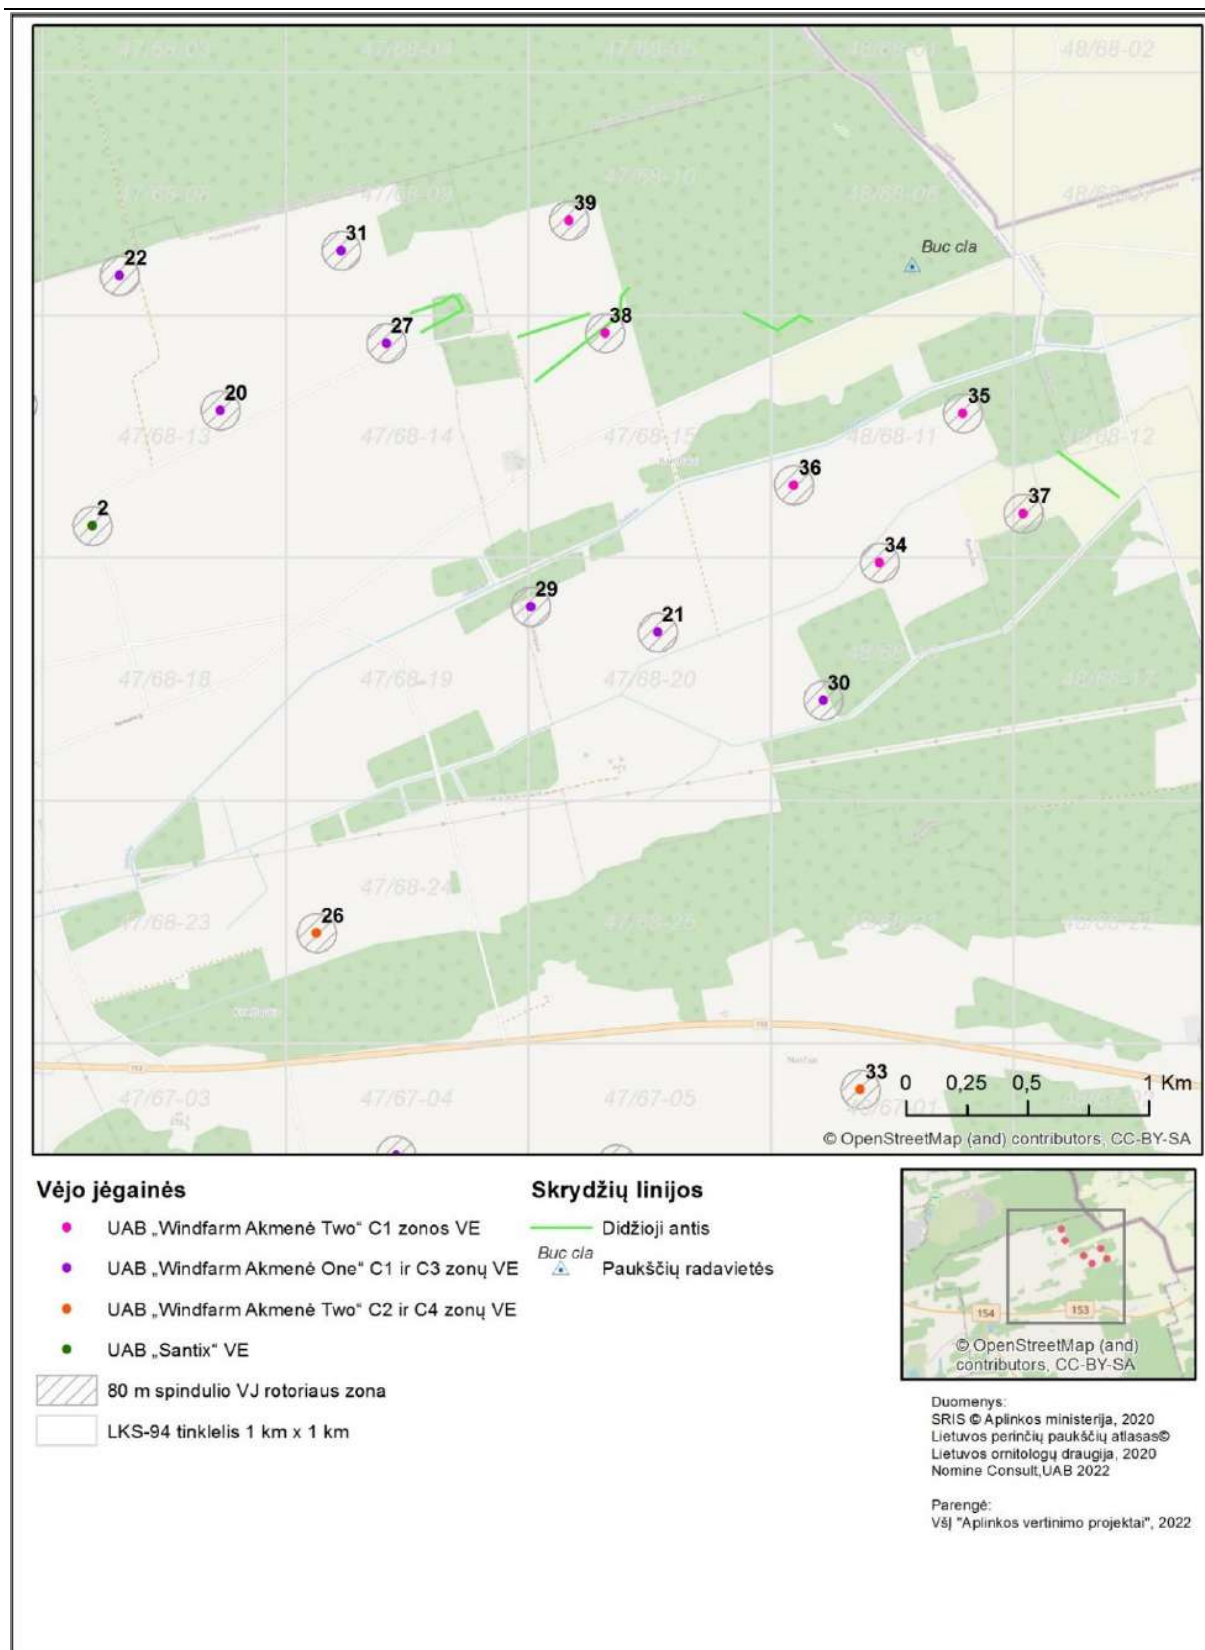 47/68-03
47/68-04
47/68-05
48/68-01
48/68-02
47/68-08
47/68-09
47/68-10
48/68-06
39
31
22
Buc cla
27
38
20
35
47/68-13
47/68-14
47/68-15
48/68-11
48/68-12
36
37
2
34
29
21
47/68-18
47/68-19
47/68-20
30
47/68-24
47/68-23
26
153
153
33
47/67-03
47/67-04
47/67-05
0 0,25 0,5 1 Km
© OpenStreetMap (and) contributors, CC-BY-SA
Vėjo jėgainės
UAB „Windfarm Akmenė Two“ C1 zonos VE
UAB „Windfarm Akmenė One“ C1 ir C3 zonų VE
UAB „Windfarm Akmenė Two“ C2 ir C4 zonų VE
UAB „Santix“ VE
80 m spindulio VJ rotoriaus zona
LKS-94 tinklelis 1 km x 1 km
Skrydžių linijos
Didžioji antis
Buc cla
Paukščių radavietės
154
153
© OpenStreetMap (and)
contributors, CC-BY-SA
Duomenys:
SRIS © Aplinkos ministerija, 2020
Lietuvos perinčių paukščių atlasas©
Lietuvos ornitologų draugija, 2020
Nomine Consult,UAB 2022
Parengė:
VšĮ "Aplinkos vertinimo projektai", 2022